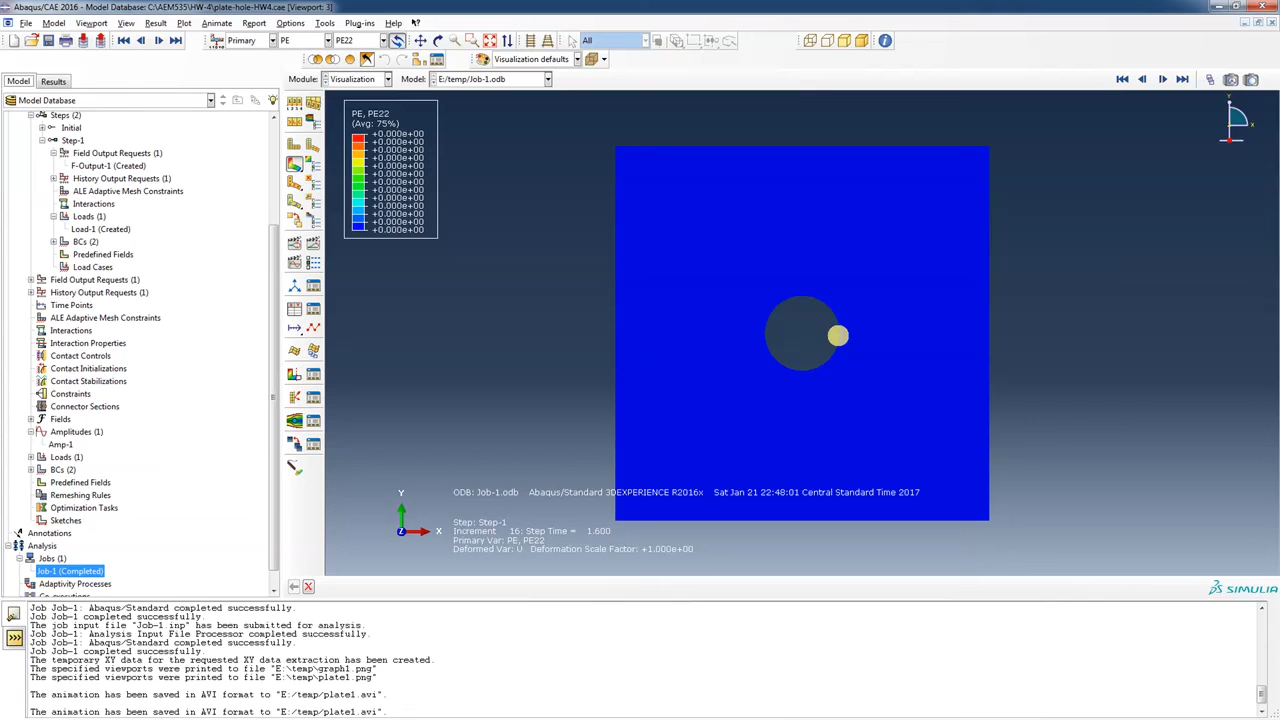 Abaqus/CAE 2016 - Model Database: C:\AEM535\HW-4\plate-hole-HW4.cae [Viewport: 3]
File Model Viewport View Result Plot Animate Report Options Tools Plug-ins Help
Primary PE PE22 All
Visualization defaults
Model Results Module: Visualization Model: E:/temp/Job-1.odb
Model Database
Steps (2)
Initial
Step-1
Field Output Requests (1)
F-Output-1 (Created)
History Output Requests (1)
ALE Adaptive Mesh Constraints
Interactions
Loads (1)
Load-1 (Created)
BCs (2)
Predefined Fields
Load Cases
Field Output Requests (1)
History Output Requests (1)
Time Points
ALE Adaptive Mesh Constraints
Interactions
Interaction Properties
Contact Controls
Contact Initializations
Contact Stabilizations
Constraints
Connector Sections
Fields
Amplitudes (1)
Amp-1
Loads (1)
BCs (2)
Predefined Fields
Remeshing Rules
Optimization Tasks
Sketches
Annotations
Analysis
Jobs (1)
Job-1 (Completed)
Adaptivity Processes
PE, PE22
(Avg: 75%)
+0.000e+00
+0.000e+00
+0.000e+00
+0.000e+00
+0.000e+00
+0.000e+00
+0.000e+00
+0.000e+00
+0.000e+00
+0.000e+00
+0.000e+00
+0.000e+00
+0.000e+00
Y
Y
X
Z
ODB: Job-1.odb Abaqus/Standard 3DEXPERIENCE R2016x Sat Jan 21 22:48:01 Central Standard Time 2017
Step: Step-1
Increment 16: Step Time = 1.600
Primary Var: PE, PE22
Deformed Var: U Deformation Scale Factor: +1.000e+00
SIMULIA
Job Job-1: Abaqus/Standard completed successfully.
Job Job-1 completed successfully.
The job input file "Job-1.inp" has been submitted for analysis.
Job Job-1: Analysis Input File Processor completed successfully.
Job Job-1: Abaqus/Standard completed successfully.
Job Job-1 completed successfully.
The temporary XY data for the requested XY data extraction has been created.
The specified viewports were printed to file "E:\temp\graph1.png"
The specified viewports were printed to file "E:\temp\plate1.png"
The animation has been saved in AVI format to "E:/temp/plate1.avi".
The animation has been saved in AVI format to "E:/temp/plate1.avi".